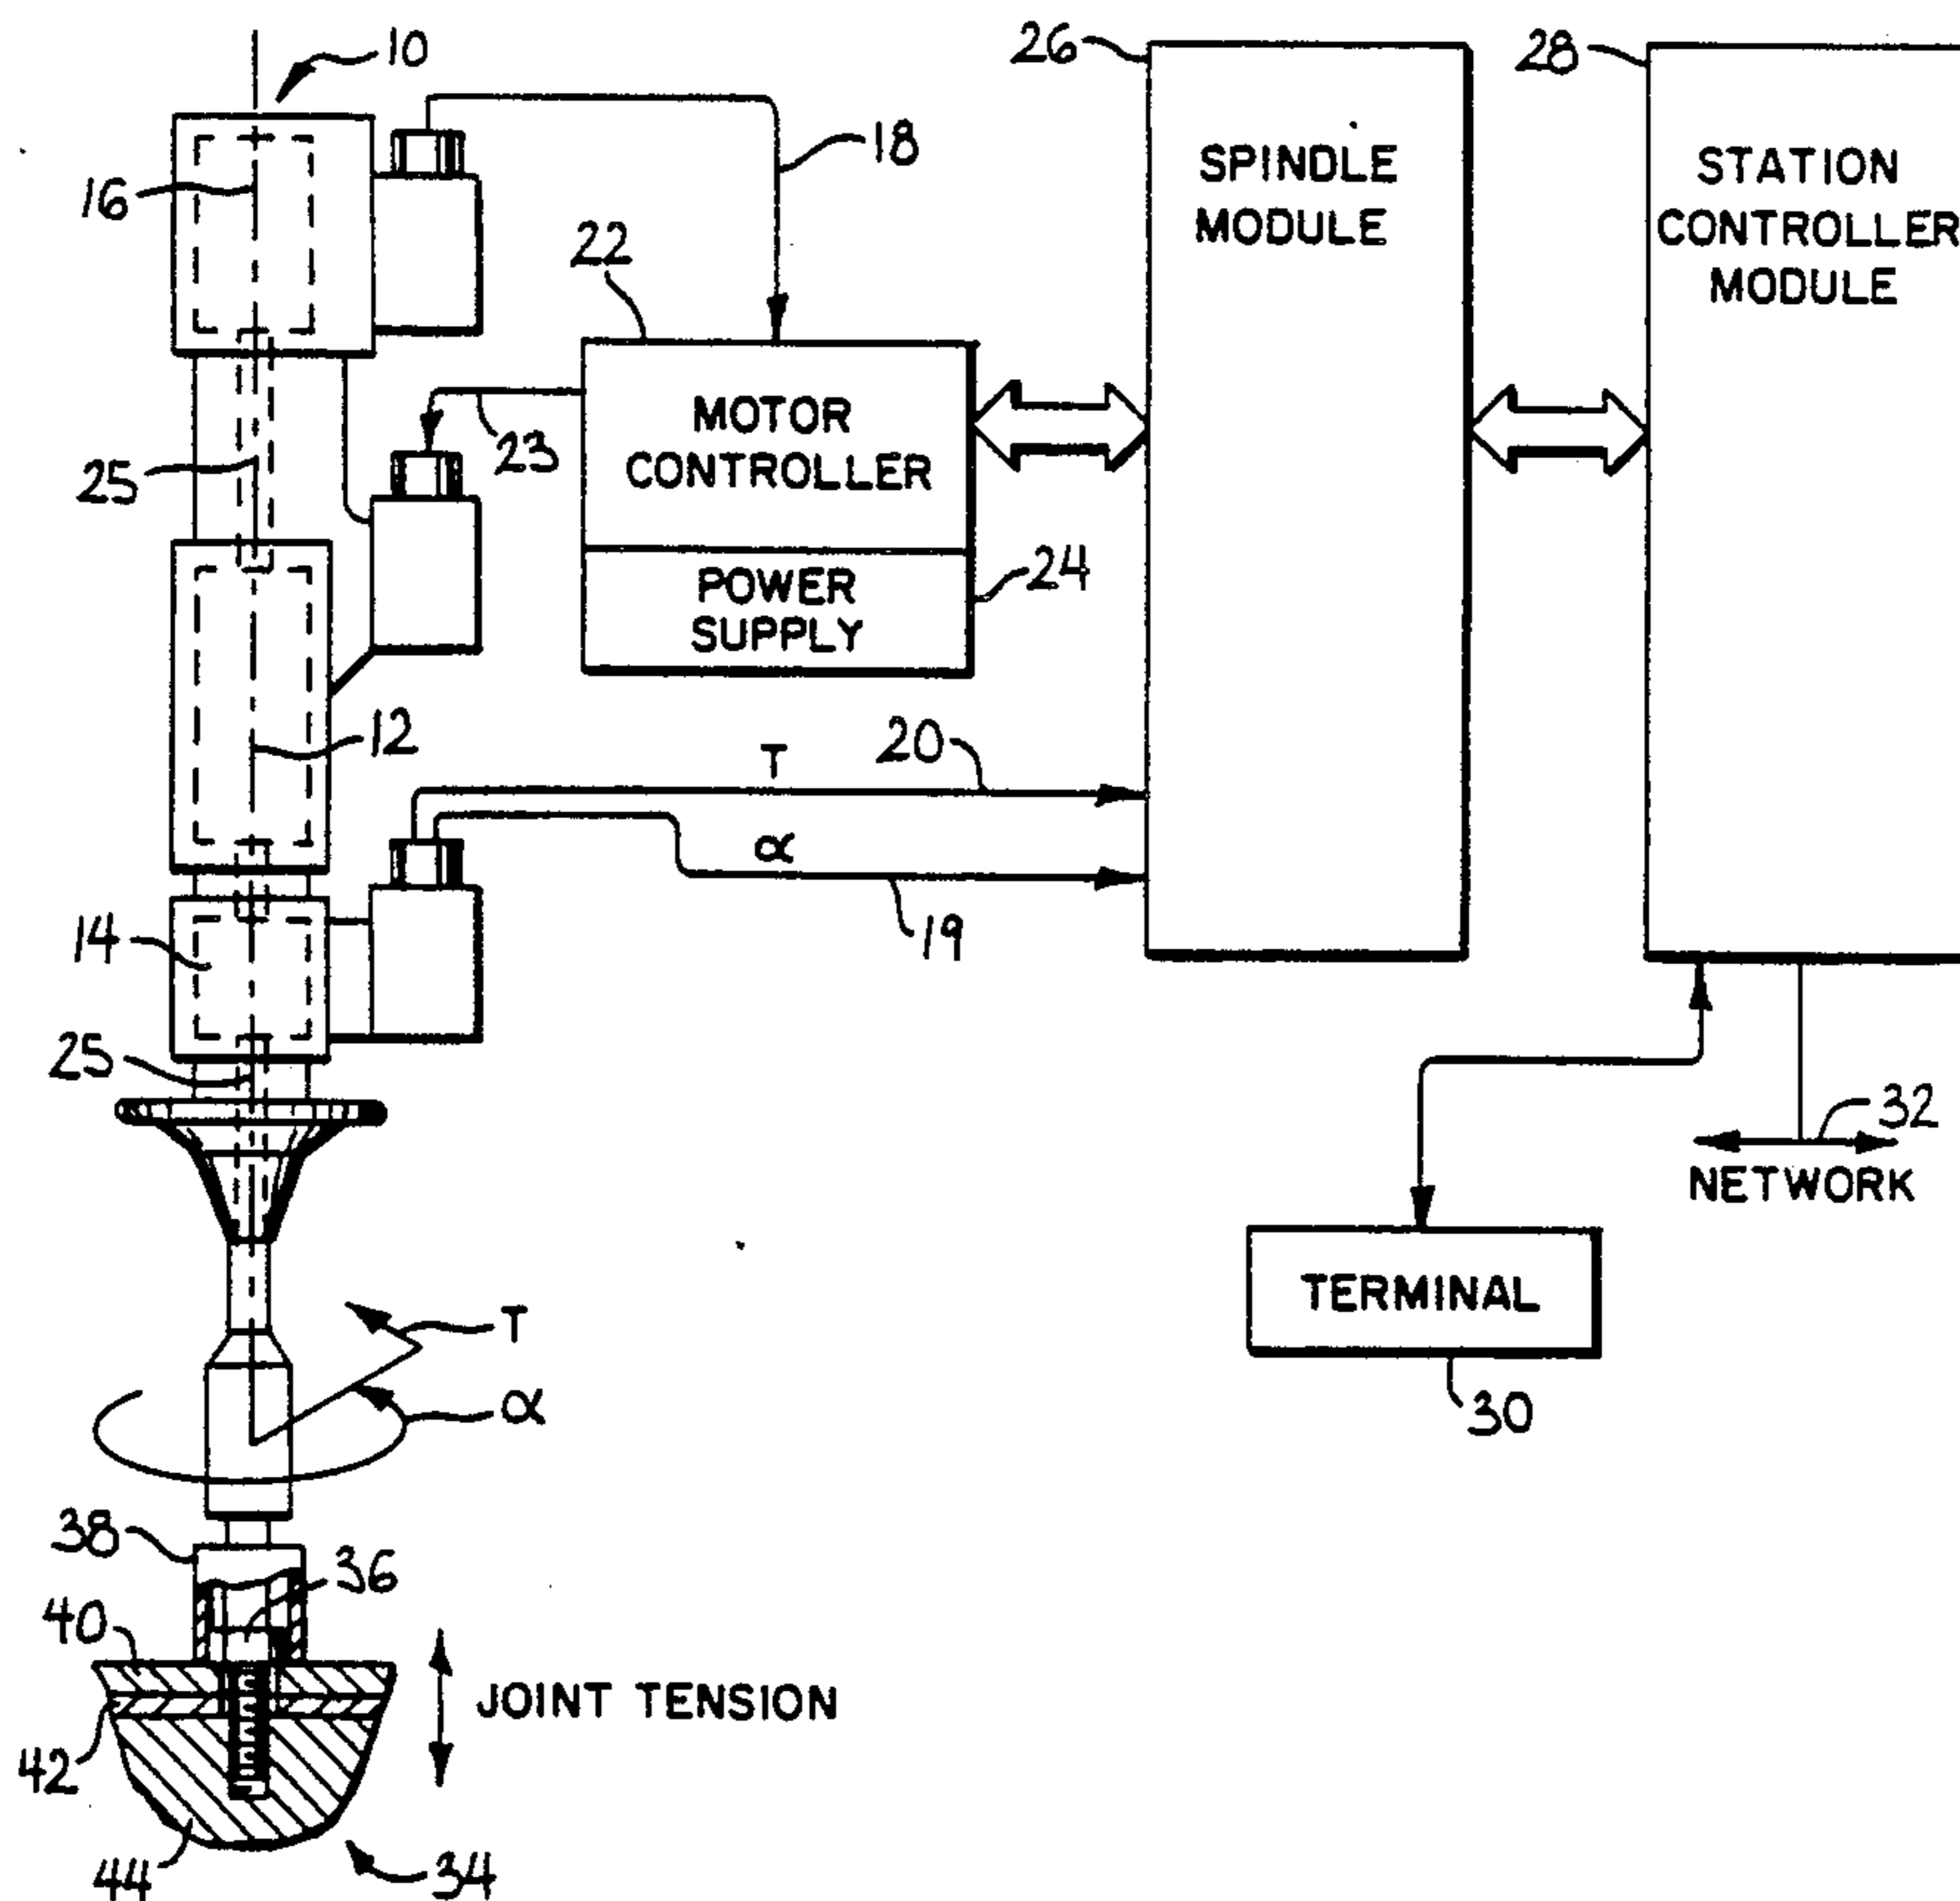 10
26
28
18
16
SPINDLE
MODULE
STATION
CONTROLLER
MODULE
22
MOTOR
CONTROLLER
23
25
24
POWER
SUPPLY
12
T
20
α
19
14
25
32
NETWORK
TERMINAL
30
T
α
38
36
40
JOINT TENSION
42
44
34